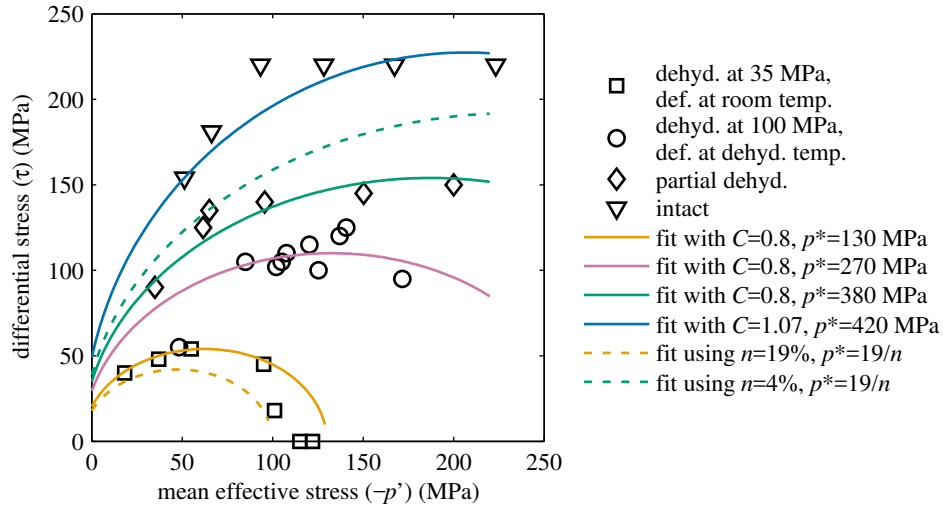 250
200
150
100
50
0
differential stress (τ) (MPa)
0 50 100 150 200 250
mean effective stress (–p’) (MPa)
dehyd. at 35 MPa,
def. at room temp.
dehyd. at 100 MPa,
def. at dehyd. temp.
partial dehyd.
intact
fit with C=0.8, p*=130 MPa
fit with C=0.8, p*=270 MPa
fit with C=0.8, p*=380 MPa
fit with C=1.07, p*=420 MPa
fit using n=19%, p*=19/n
fit using n=4%, p*=19/n